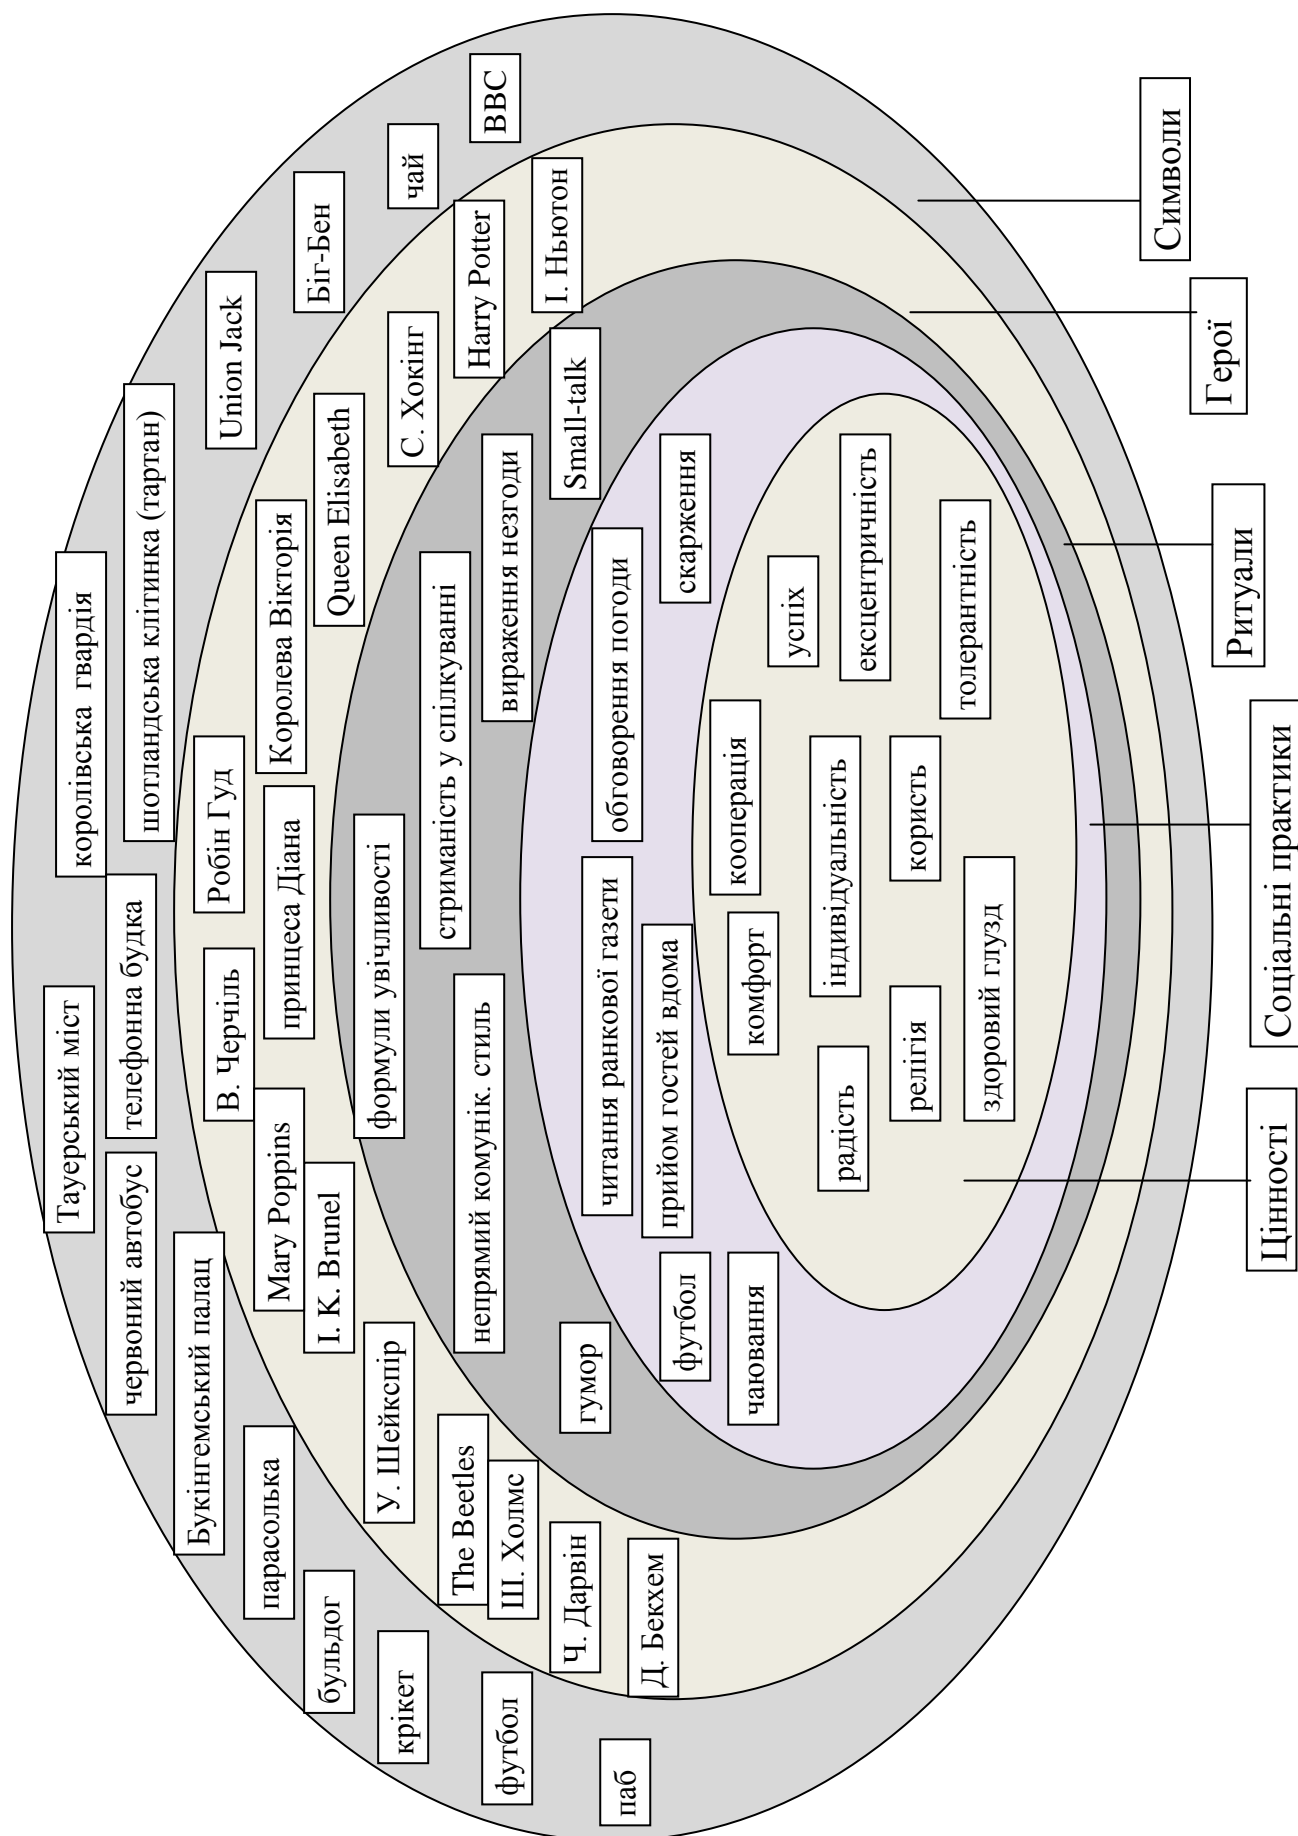 Тауерський міст
королівська гвардія
червоний автобус
телефонна будка
шотландська клітинка (тартан)
Букінгемський палац
Union Jack
парасолька
Біг-Бен
бульдог
чай
крікет
BBC
футбол
паб
В. Черчіль
Робін Гуд
Mary Poppins
принцеса Діана
Королева Вікторія
I. K. Brunel
Queen Elisabeth
У. Шейкспір
С. Хокінг
The Beetles
Harry Potter
Ш. Холмс
І. Ньютон
Ч. Дарвін
Д. Бекхем
формули увічливості
стриманість у спілкуванні
непрямий комунік. стиль
вираження незгоди
гумор
Small-talk
читання ранкової газети
обговорення погоди
прийом гостей вдома
футбол
скарження
чаювання
комфорт
кооперація
успіх
радість
індивідуальність
ексцентричність
релігія
користь
толерантність
здоровий глузд
Цінності
Соціальні практики
Ритуали
Герої
Символи